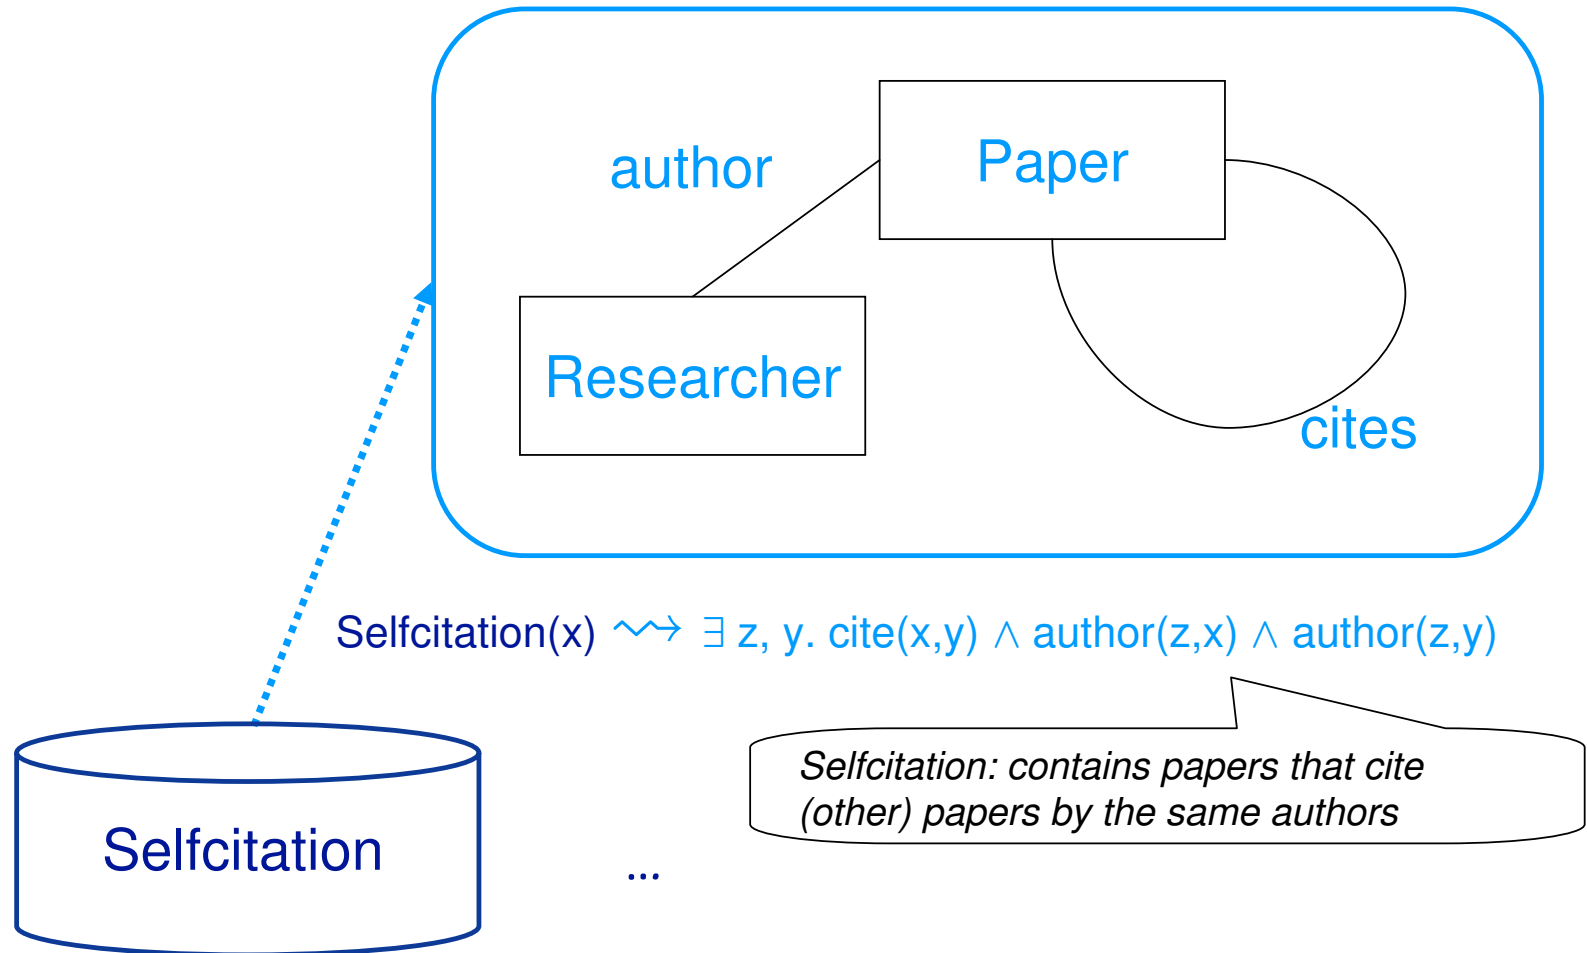 author
Paper
Researcher
cites
Selfcitation(x) ⇝ ∃ z, y. cite(x,y) ∧ author(z,x) ∧ author(z,y)
Selfcitation: contains papers that cite
(other) papers by the same authors
Selfcitation
...